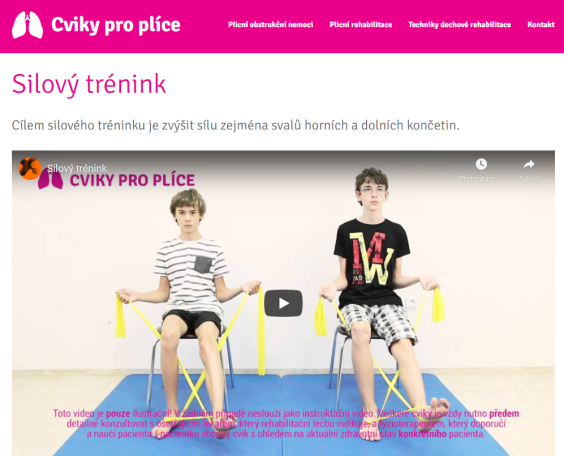 Cviky pro plíce
Plicní obstrukční nemoci Plicní rehabilitace Techniky dechové rehabilitace Kontakt
Silový trénink
Cílem silového tréninku je zvýšit sílu zejména svalů horních a dolních končetin.
Silový trénink
Přehrát po... Sdílet
CVIKY PRO PLÍCE
M
W
Toto video je pouze ilustrační! V žádném případě neslouží jako instruktážní video. Veškeré cviky je vždy nutno předem
detailně konzultovat s ošetřujícím lékařem, který rehabilitační léčbu indikuje, a fyzioterapeutem, který doporučí
a naučí pacienta / pacientku vhodný cvik s ohledem na aktuální zdravotní stav konkrétního pacienta.